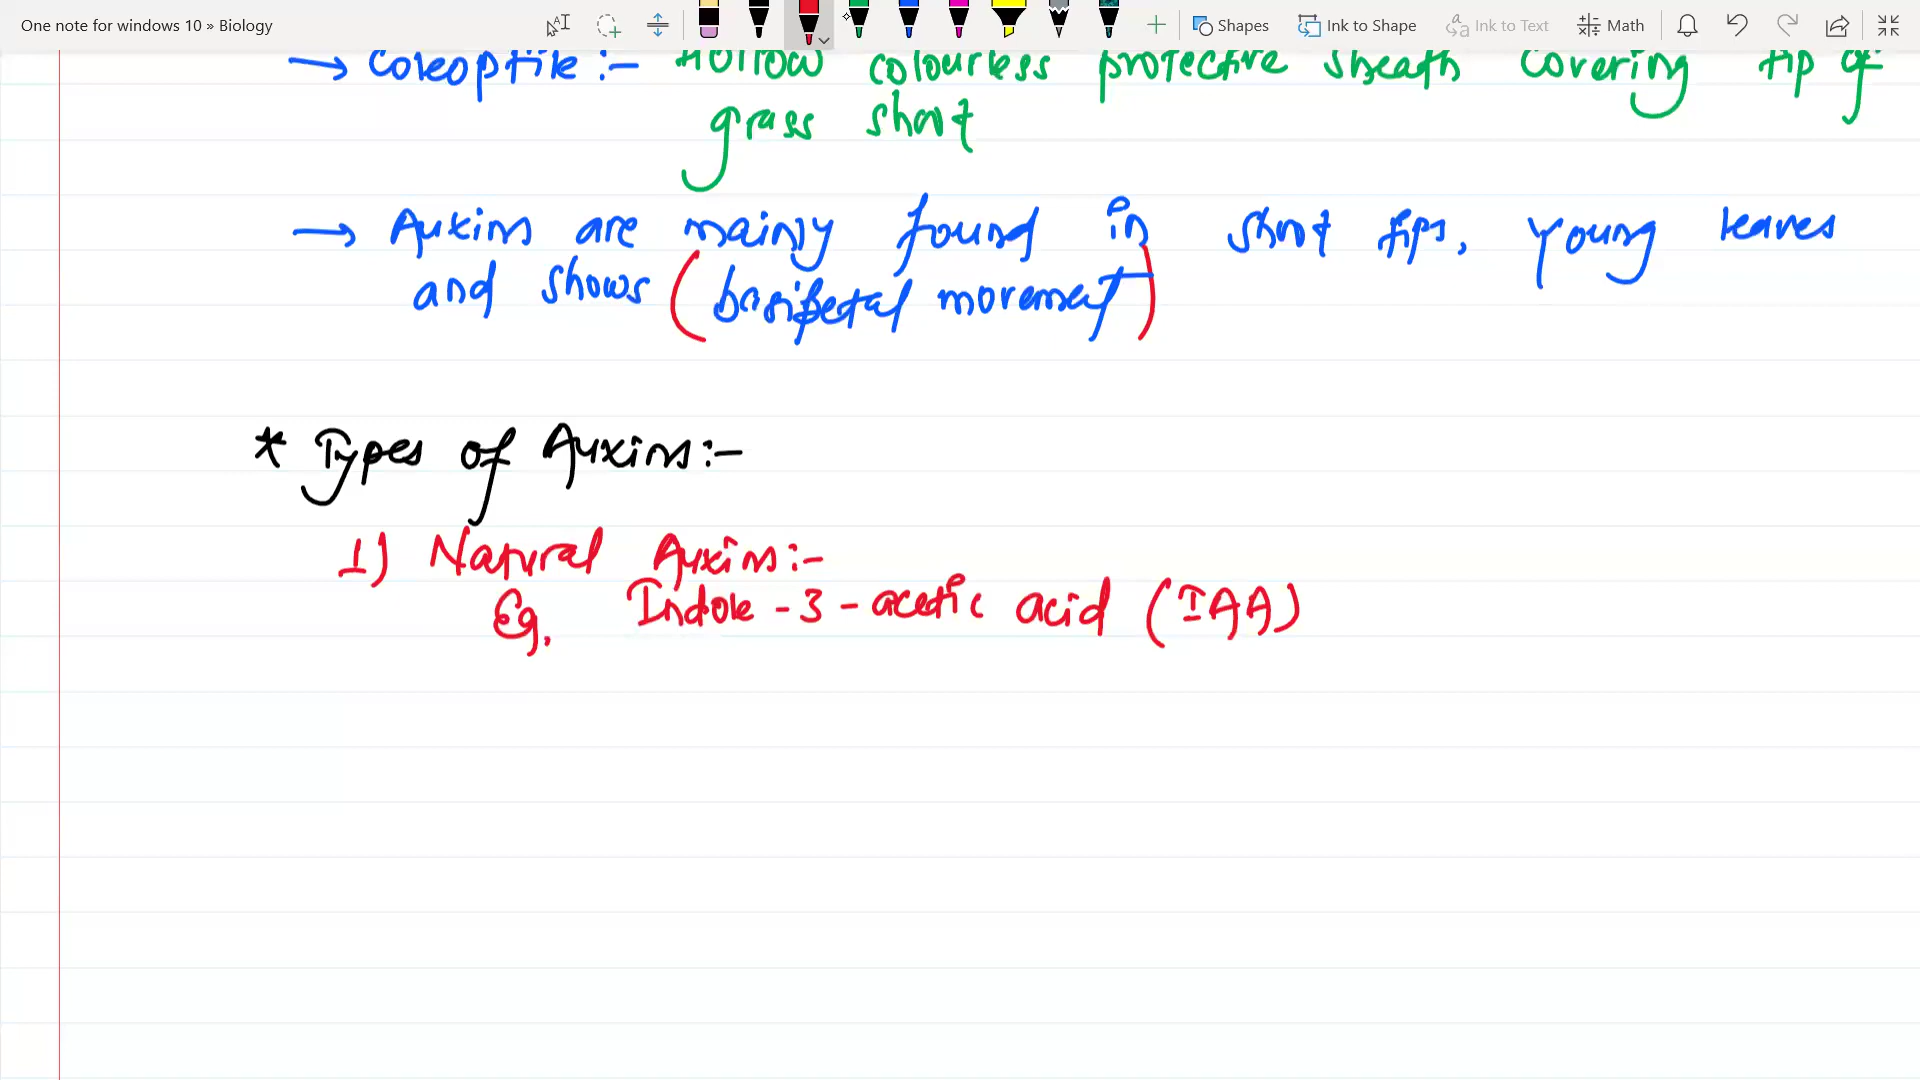 One note for windows 10 » Biology
Shapes Ink to Shape Ink to Text Math
→ Coleoptile :- Hollow colourless protective sheath covering tip of
grass shoot
→ Auxins are mainly found in shoot tips, young leaves
and shows (basipetal movement)
* Types of Auxins:-
1) Natural Auxins:-
Eg. Indole -3 - acetic acid (IAA)